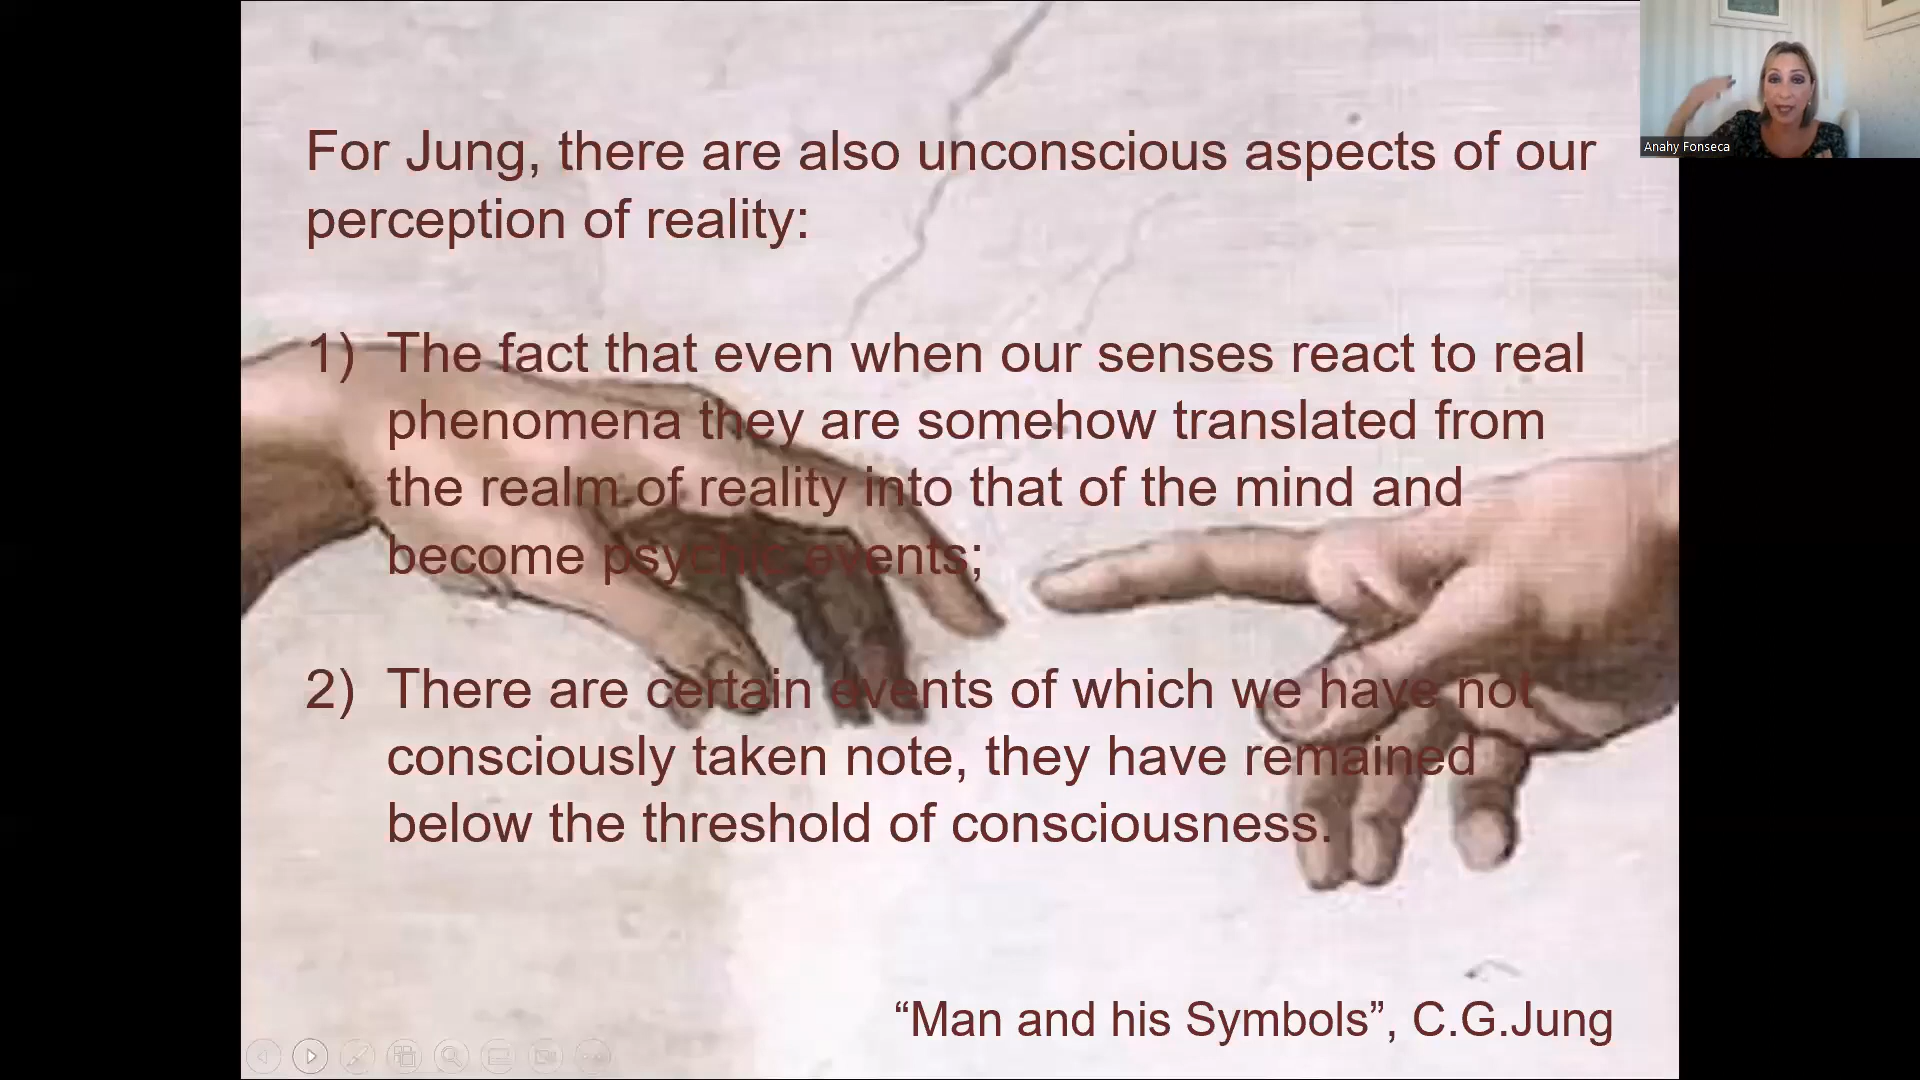 For Jung, there are also unconscious aspects of our
perception of reality:
1) The fact that even when our senses react to real
phenomena they are somehow translated from
the realm of reality into that of the mind and
become psychic events;
2) There are certain events of which we have not
consciously taken note, they have remained
below the threshold of consciousness.
“Man and his Symbols”, C.G.Jung
Anahy Fonseca